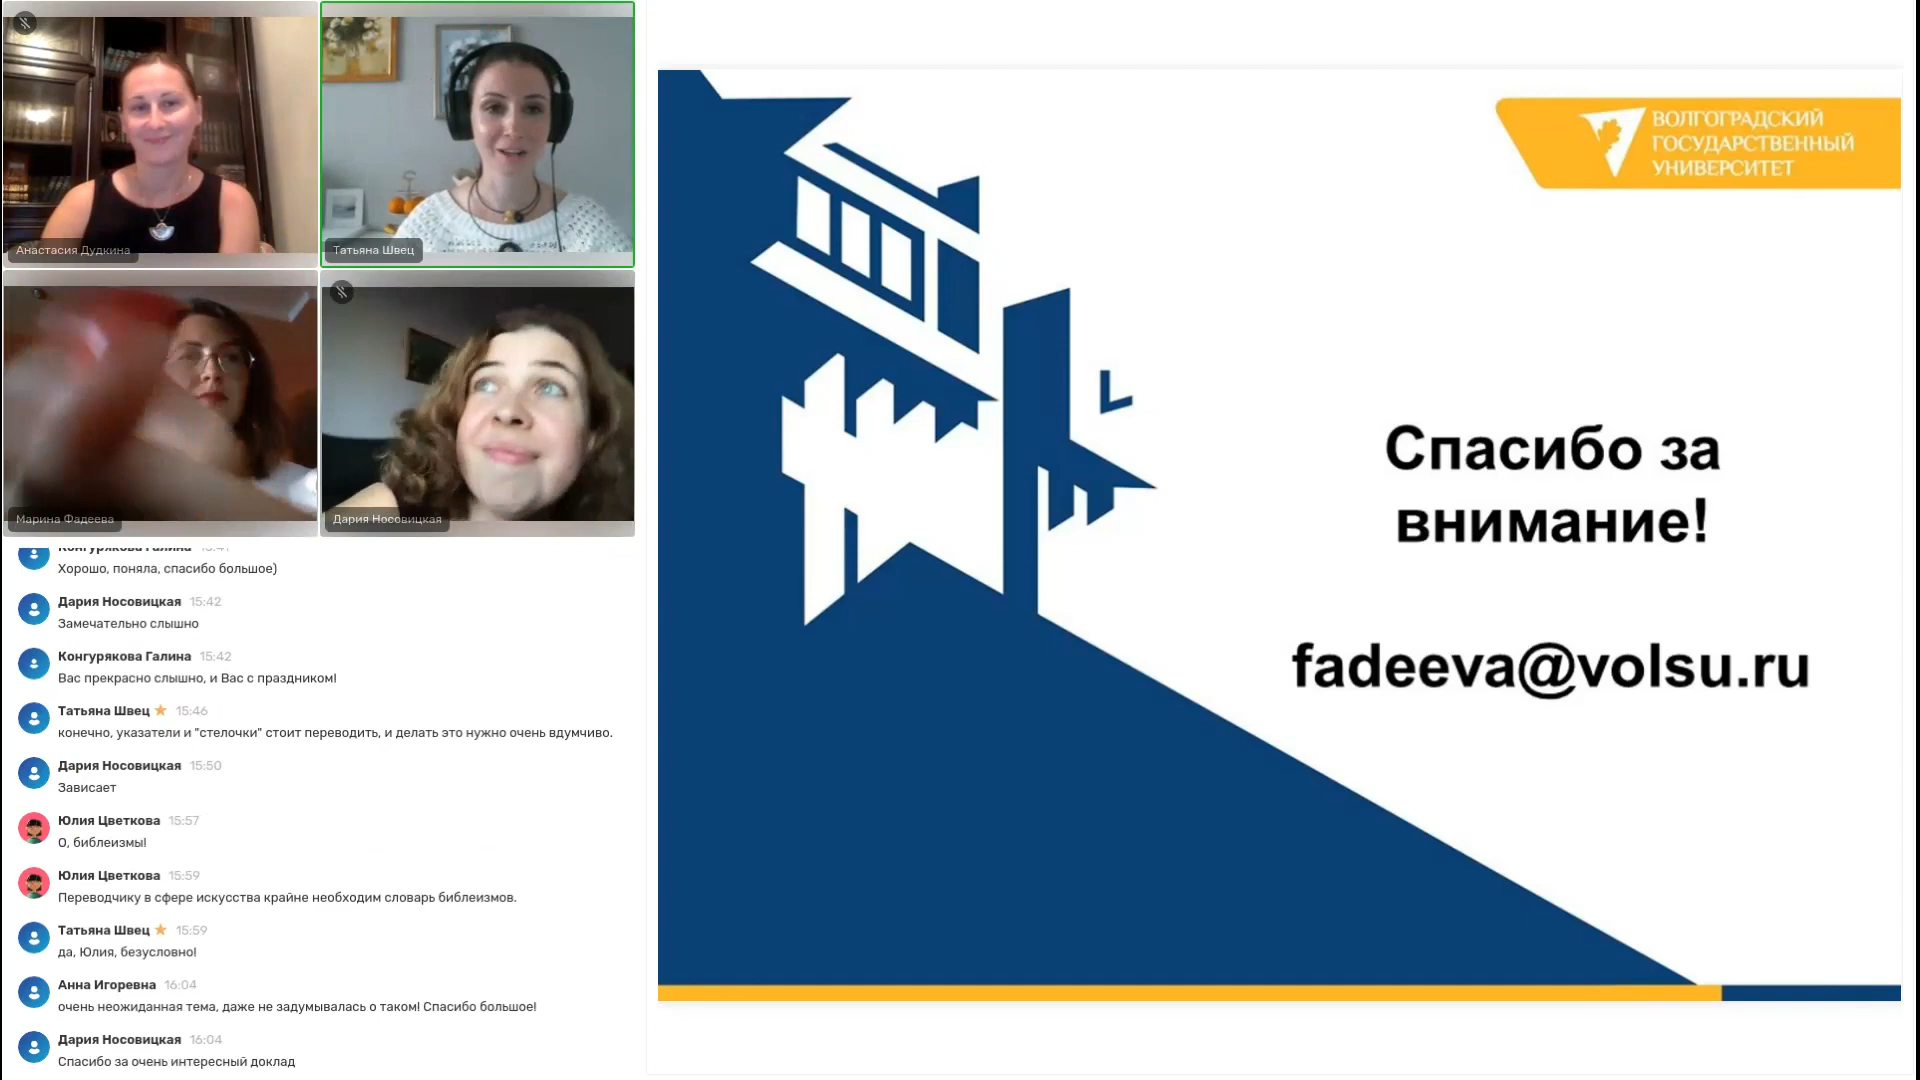 Анастасия Дудкина
Татьяна Швец
Марина Фадеева
Дария Носовицкая
Конгурякова Галина 15:41
Хорошо, поняла, спасибо большое)
Дария Носовицкая 15:42
Замечательно слышно
Конгурякова Галина 15:42
Вас прекрасно слышно, и Вас с праздником!
Татьяна Швец 15:46
конечно, указатели и "стелочки" стоит переводить, и делать это нужно очень вдумчиво.
Дария Носовицкая 15:50
Зависает
Юлия Цветкова 15:57
О, библеизмы!
Юлия Цветкова 15:59
Переводчику в сфере искусства крайне необходим словарь библеизмов.
Татьяна Швец 15:59
да, Юлия, безусловно!
Анна Игоревна 16:04
очень неожиданная тема, даже не задумывалась о таком! Спасибо большое!
Дария Носовицкая 16:04
Спасибо за очень интересный доклад
ВОЛГОГРАДСКИЙ
ГОСУДАРСТВЕННЫЙ
УНИВЕРСИТЕТ
Спасибо за
внимание!
fadeeva@volsu.ru